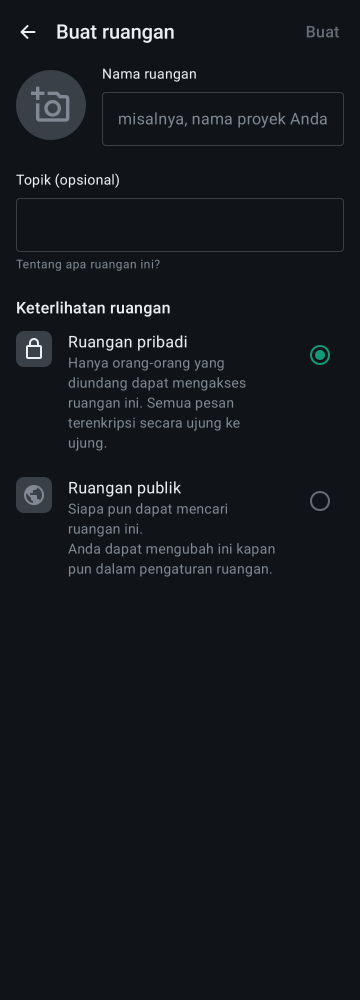 Buat ruangan
Buat
Nama ruangan
misalnya, nama proyek Anda
Topik (opsional)
Tentang apa ruangan ini?
Keterlihatan ruangan
Ruangan pribadi
Hanya orang-orang yang
diundang dapat mengakses
ruangan ini. Semua pesan
terenkripsi secara ujung ke
ujung.
Ruangan publik
Siapa pun dapat mencari
ruangan ini.
Anda dapat mengubah ini kapan
pun dalam pengaturan ruangan.